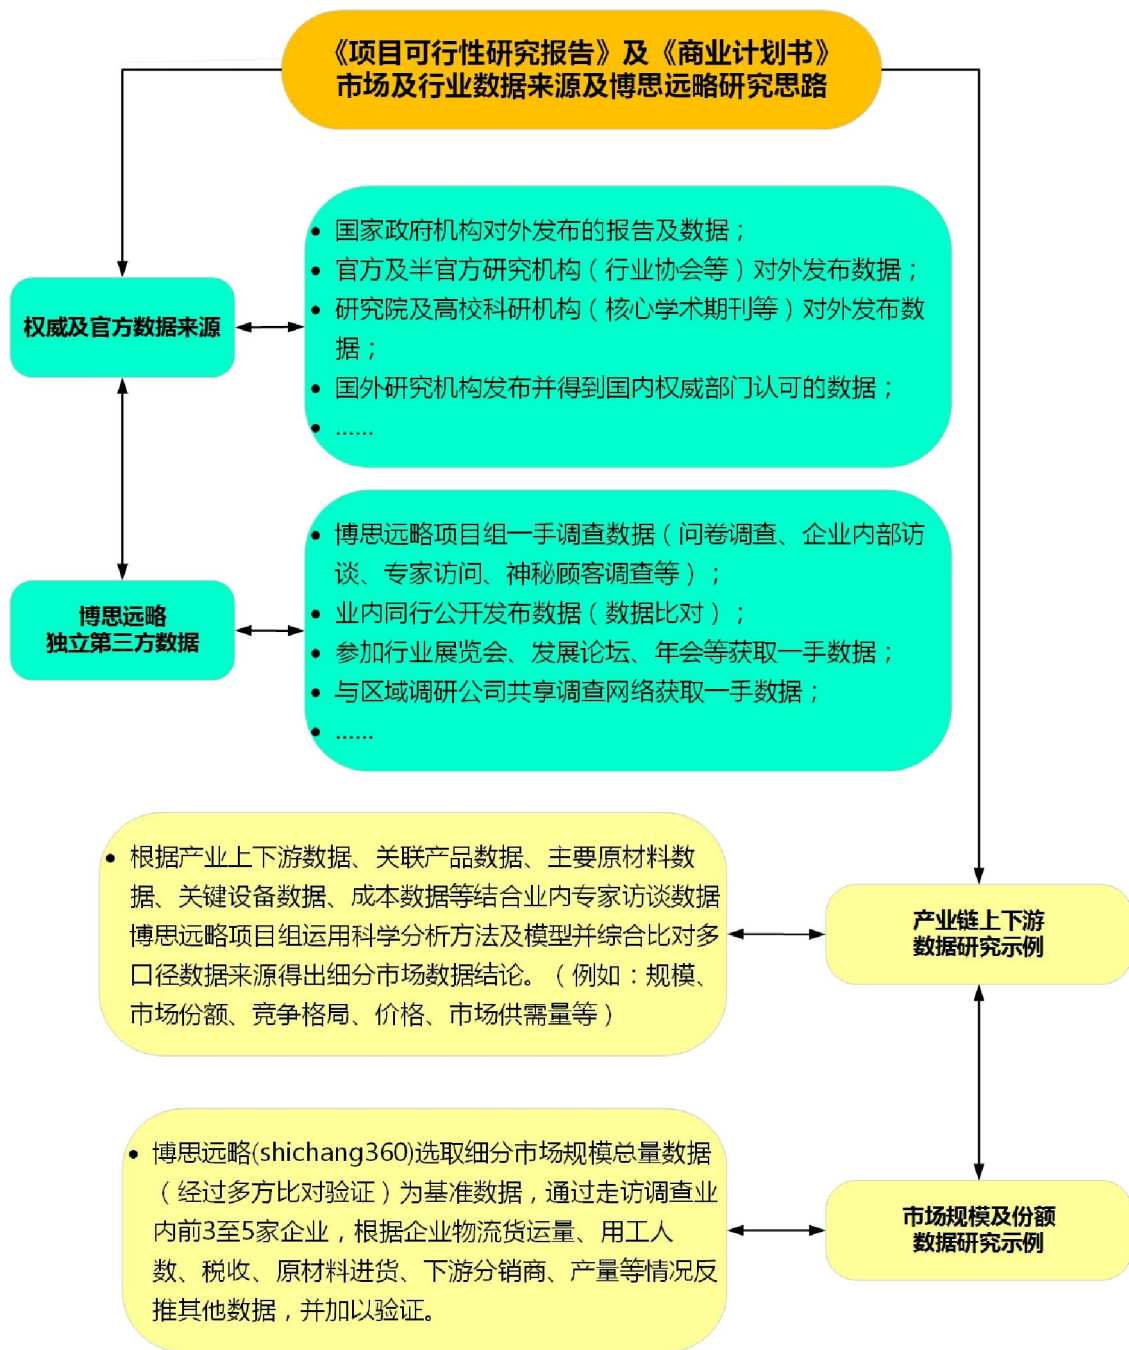 《项目可行性研究报告》及《商业计划书》
市场及行业数据来源及博思远略研究思路
权威及官方数据来源
• 国家政府机构对外发布的报告及数据；
• 官方及半官方研究机构（行业协会等）对外发布数据；
• 研究院及高校科研机构（核心学术期刊等）对外发布数
据；
• 国外研究机构发布并得到国内权威部门认可的数据；
• ……
博思远略
独立第三方数据
• 博思远略项目组一手调查数据（问卷调查、企业内部访
谈、专家访问、神秘顾客调查等）；
• 业内同行公开发布数据（数据比对）；
• 参加行业展览会、发展论坛、年会等获取一手数据；
• 与区域调研公司共享调查网络获取一手数据；
• ……
• 根据产业上下游数据、关联产品数据、主要原材料数
据、关键设备数据、成本数据等结合业内专家访谈数据
博思远略项目组运用科学分析方法及模型并综合比对多
口径数据来源得出细分市场数据结论。（例如：规模、
市场份额、竞争格局、价格、市场供需量等）
产业链上下游
数据研究示例
• 博思远略(shichang360)选取细分市场规模总量数据
（经过多方比对验证）为基准数据，通过走访调查业
内前3至5家企业，根据企业物流货运量、用工人
数、税收、原材料进货、下游分销商、产量等情况反
推其他数据，并加以验证。
市场规模及份额
数据研究示例